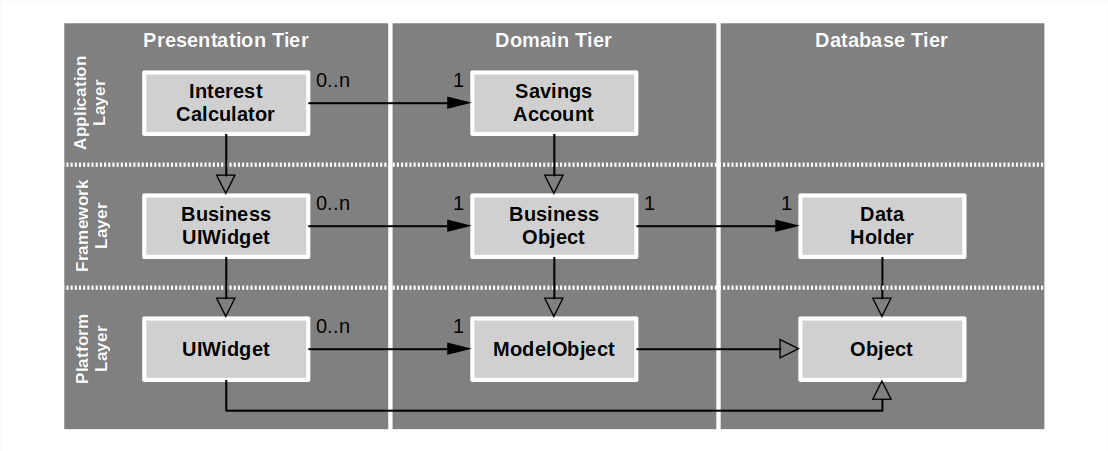 Presentation Tier
Domain Tier
Database Tier
Application
Layer
Interest
Calculator
0..n
1
Savings
Account
Framework
Layer
Business
UIWidget
0..n
1
Business
Object
1
1
Data
Holder
Platform
Layer
UIWidget
0..n
1
ModelObject
Object